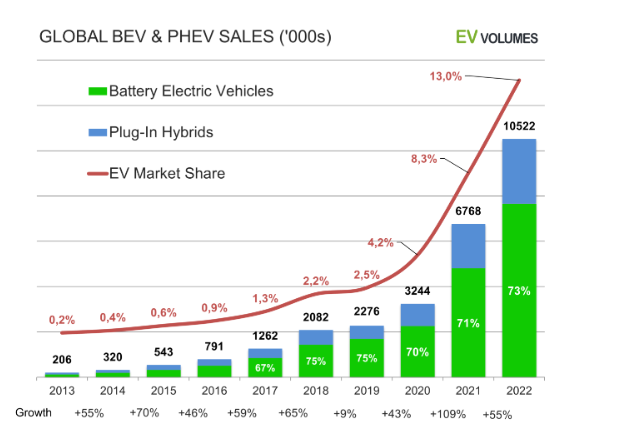 GLOBAL BEV & PHEV SALES ('000s)
EV VOLUMES
Battery Electric Vehicles
Plug-In Hybrids
EV Market Share
0,2% 0,4% 0,6% 0,9% 1,3% 2,2% 2,5% 4,2% 8,3% 13,0%
206 320 543 791 1262 2082 2276 3244 6768 10522
67% 75% 75% 70% 71% 73%
2013 2014 2015 2016 2017 2018 2019 2020 2021 2022
Growth +55% +70% +46% +59% +65% +9% +43% +109% +55%